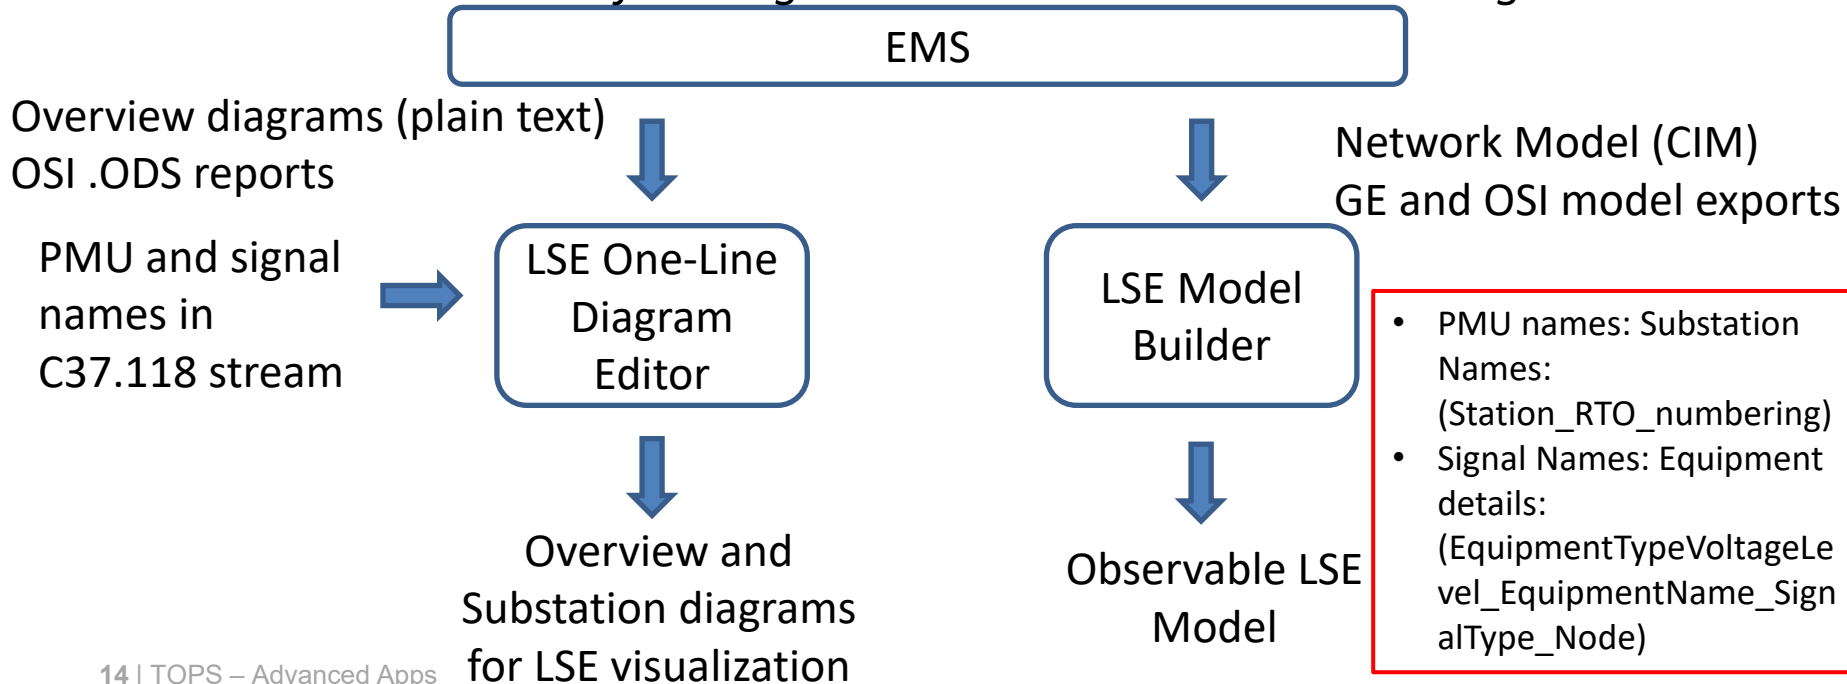 EMS
Overview diagrams (plain text)
OSI .ODS reports
Network Model (CIM)
GE and OSI model exports
PMU and signal
names in
C37.118 stream
LSE One-Line
Diagram
Editor
LSE Model
Builder
• PMU names: Substation
Names:
(Station_RTO_numbering)
• Signal Names: Equipment
details:
(EquipmentTypeVoltageLe
vel_EquipmentName_Sign
alType_Node)
Overview and
Substation diagrams
for LSE visualization
Observable LSE
Model
14 | TOPS – Advanced Apps